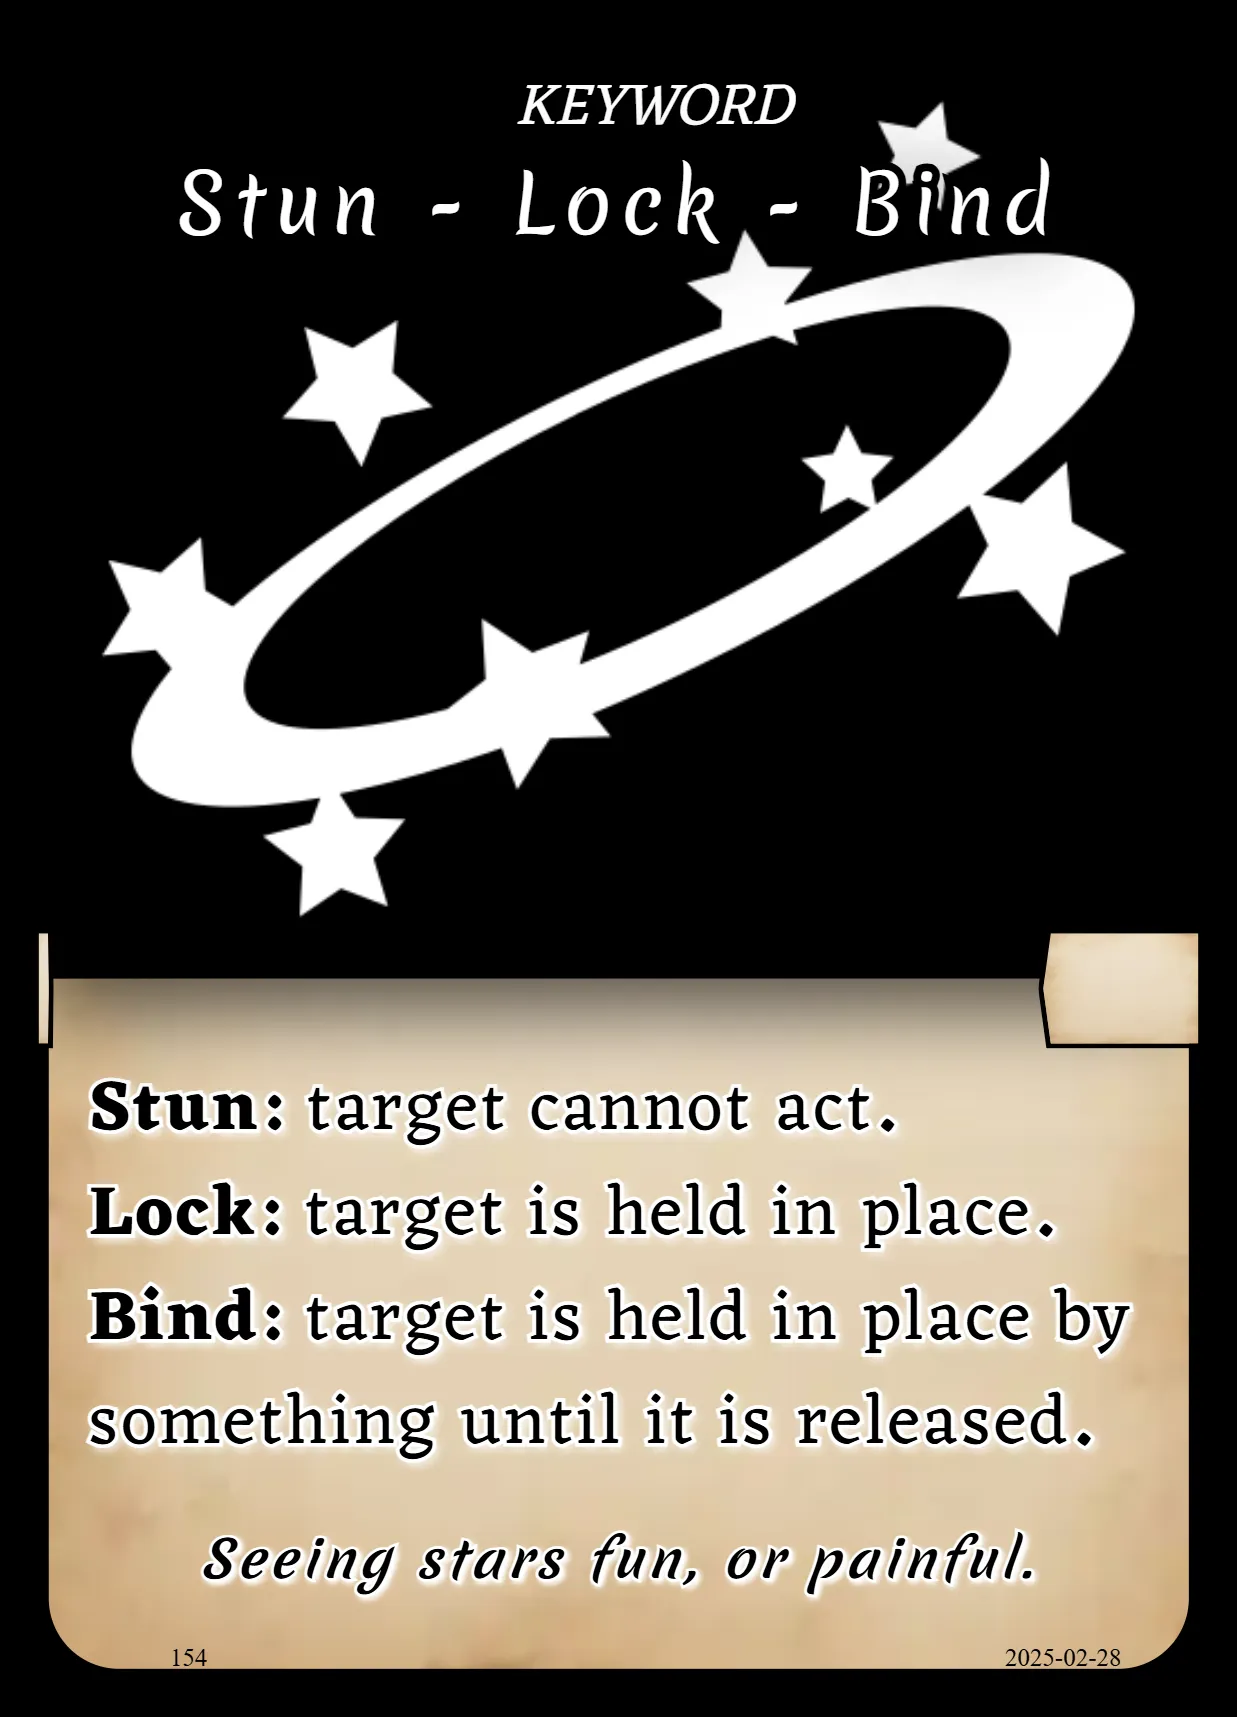 KEYWORD
Stun - Lock - Bind
Stun: target cannot act.
Lock: target is held in place.
Bind: target is held in place by
something until it is released.
Seeing stars fun, or painful.
154
2025-02-28